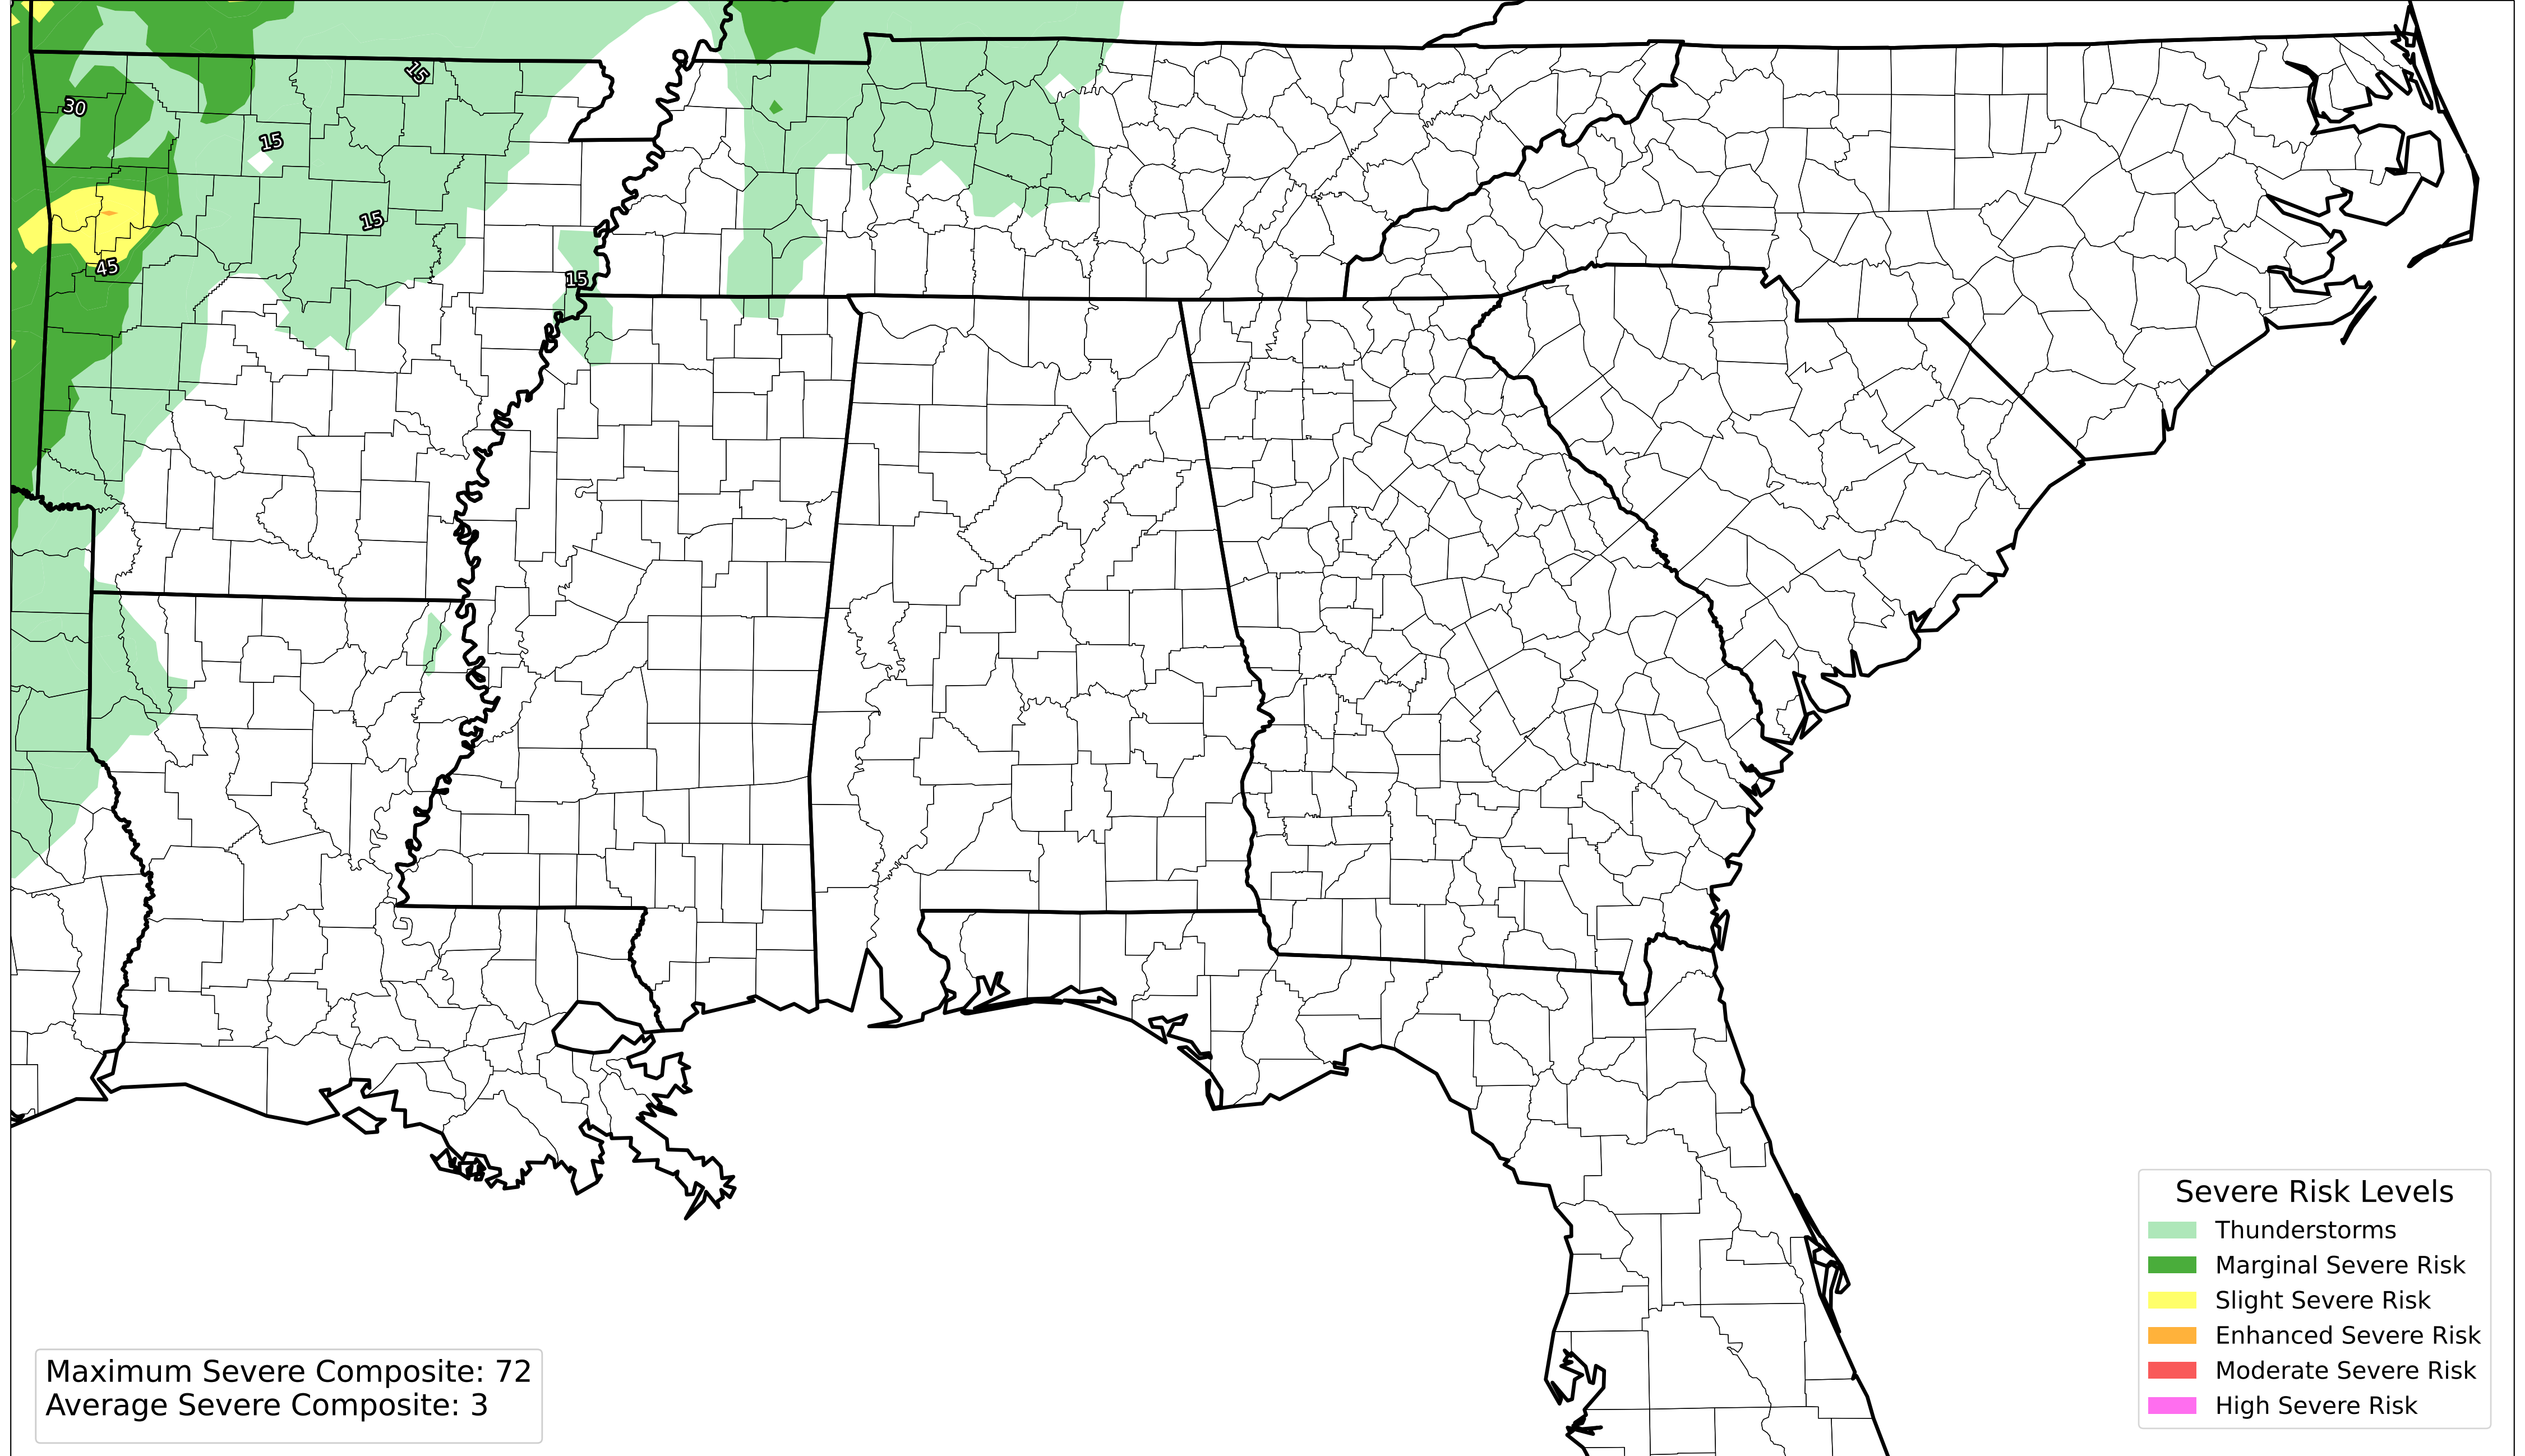 15
30
15
15
45
15
Severe Risk Levels
Thunderstorms
Marginal Severe Risk
Slight Severe Risk
Enhanced Severe Risk
Moderate Severe Risk
High Severe Risk
Maximum Severe Composite: 72
Average Severe Composite: 3